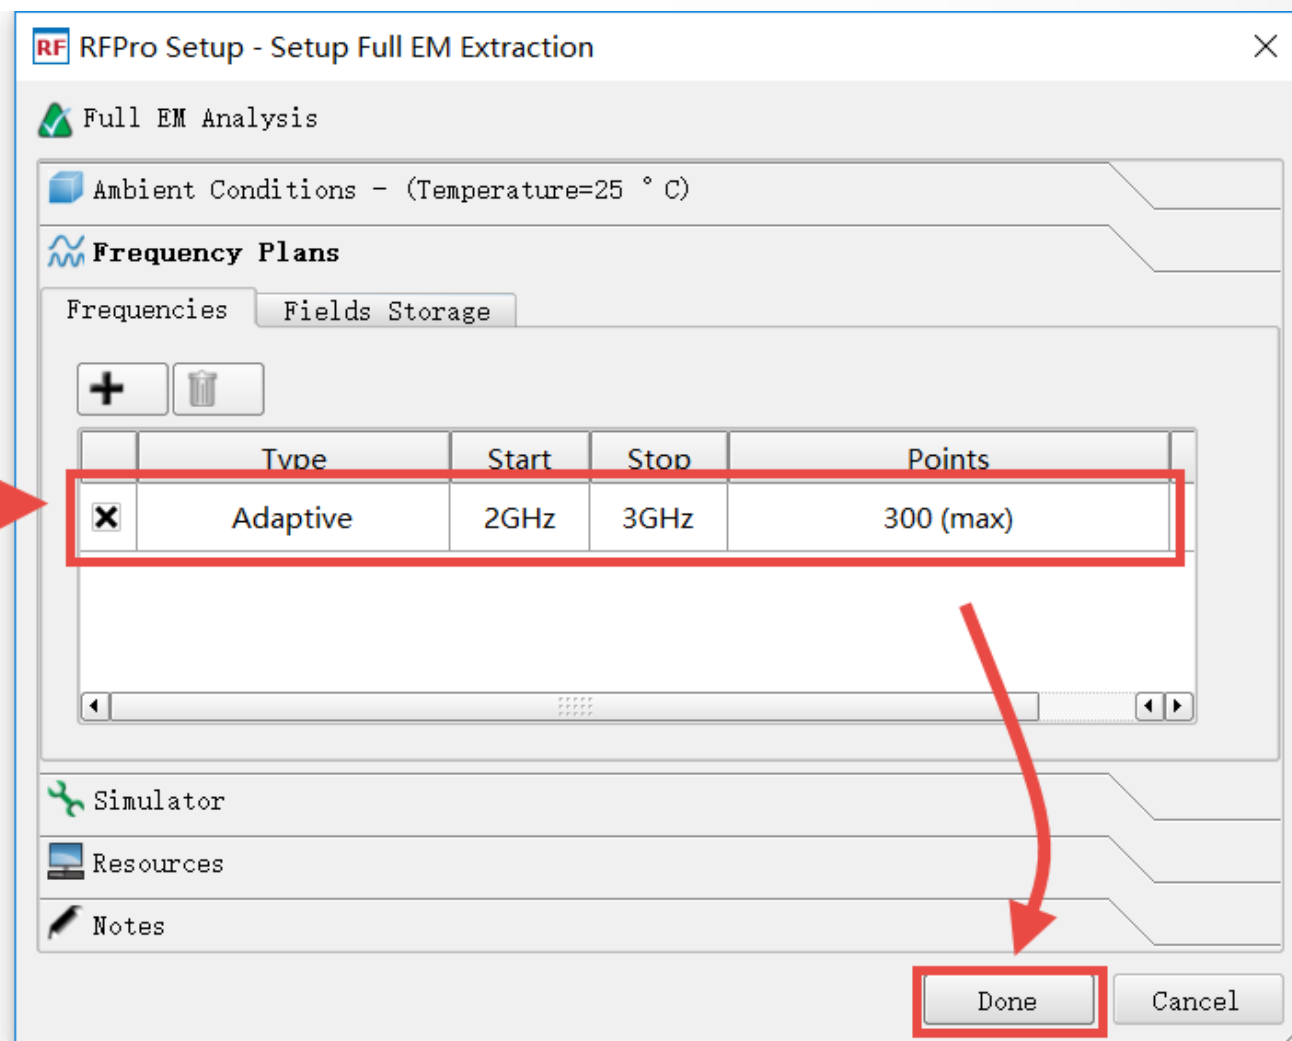 RF RFPro Setup - Setup Full EM Extraction
Full EM Analysis
Ambient Conditions - (Temperature=25 °C)
Frequency Plans
Frequencies Fields Storage
Type Start Stop Points
Adaptive 2GHz 3GHz 300 (max)
Simulator
Resources
Notes
Done Cancel